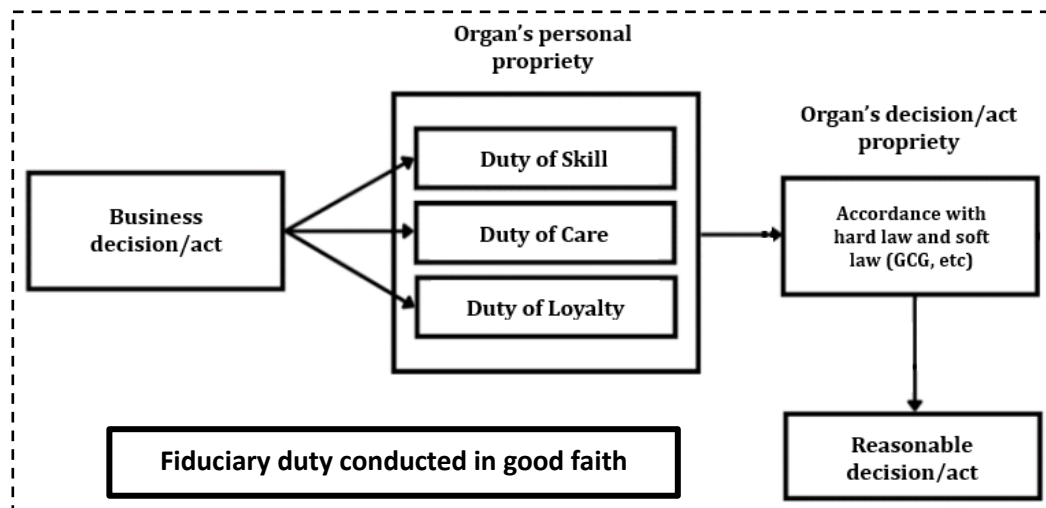 Organ's personal
propriety
Duty of Skill
Duty of Care
Duty of Loyalty
Business
decision/act
Organ's decision/act
propriety
Accordance with
hard law and soft
law (GCG, etc)
Reasonable
decision/act
Fiduciary duty conducted in good faith